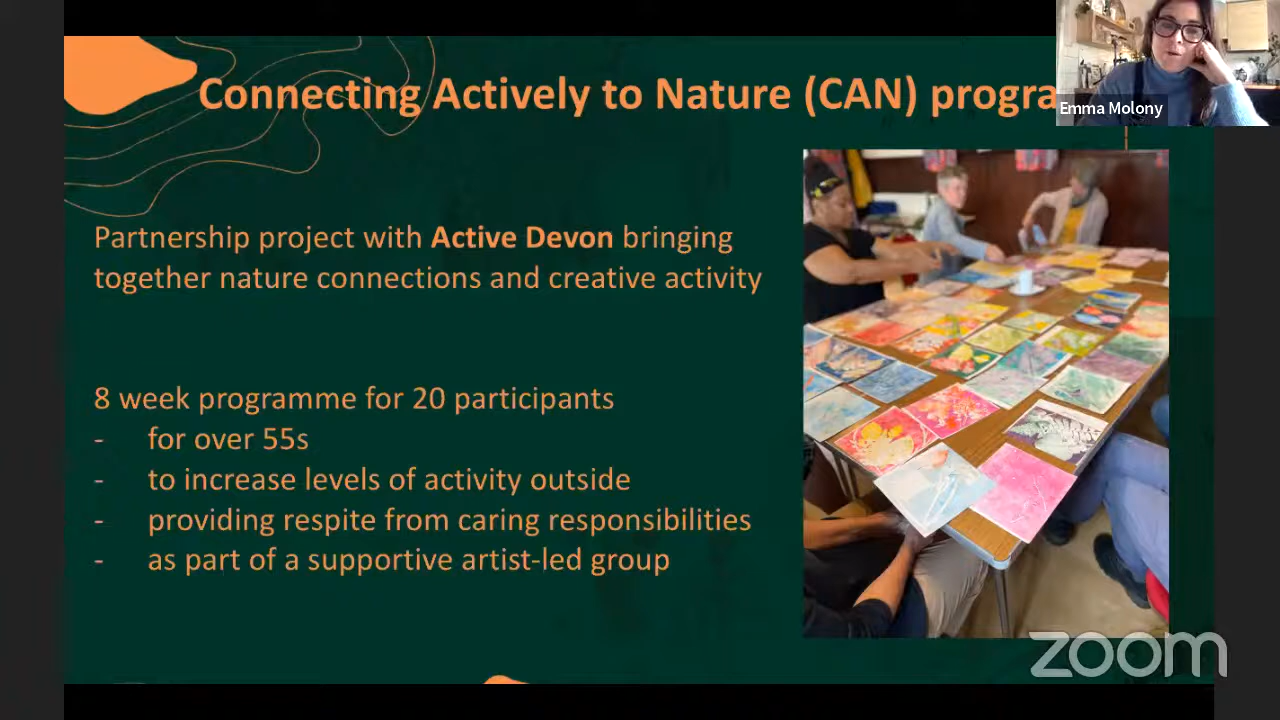 Connecting Actively to Nature (CAN)
Emma Molony
Partnership project with Active Devon bringing
together nature connections and creative activity
8 week programme for 20 participants
- for over 55s
- to increase levels of activity outside
- providing respite from caring responsibilities
- as part of a supportive artist-led group
zoom